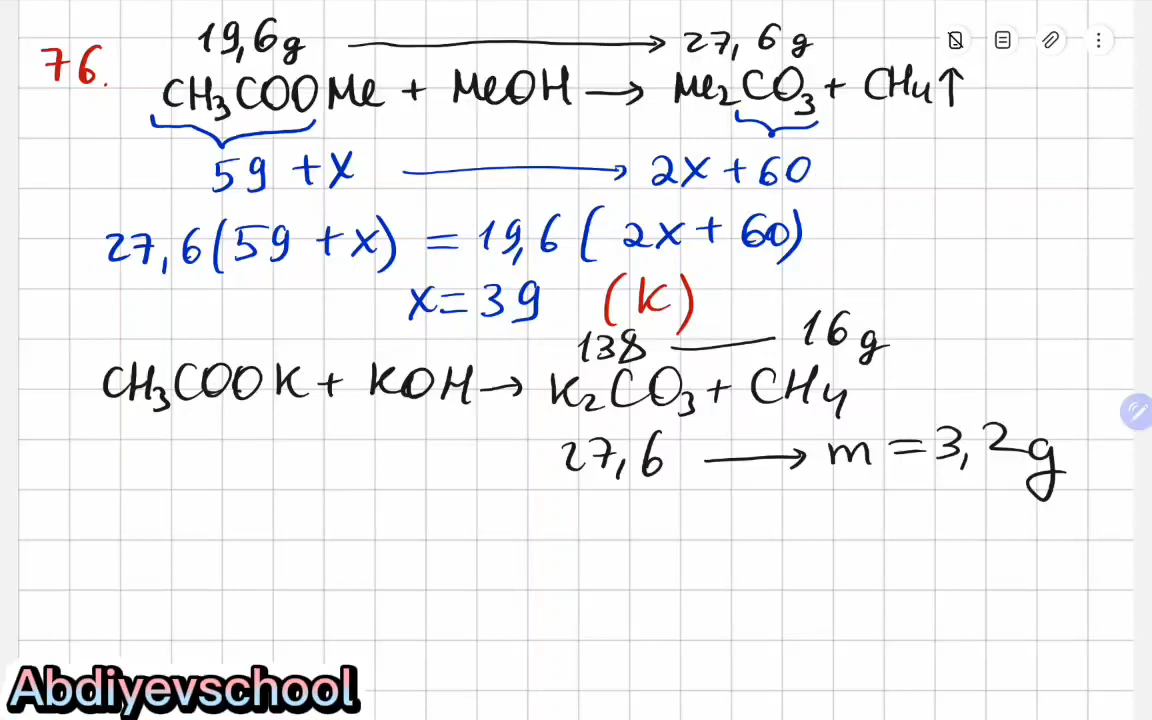 76.
19,6g → 27,6g
CH₃COOMe + MeOH → Me₂CO₃ + CH₄↑
59 + x → 2x + 60
27,6(59 + x) = 19,6(2x + 60)
x = 39 (K)
138 — 16g
CH₃COOK + KOH → K₂CO₃ + CH₄
27,6 → m = 3,2g
Abdiyevschool